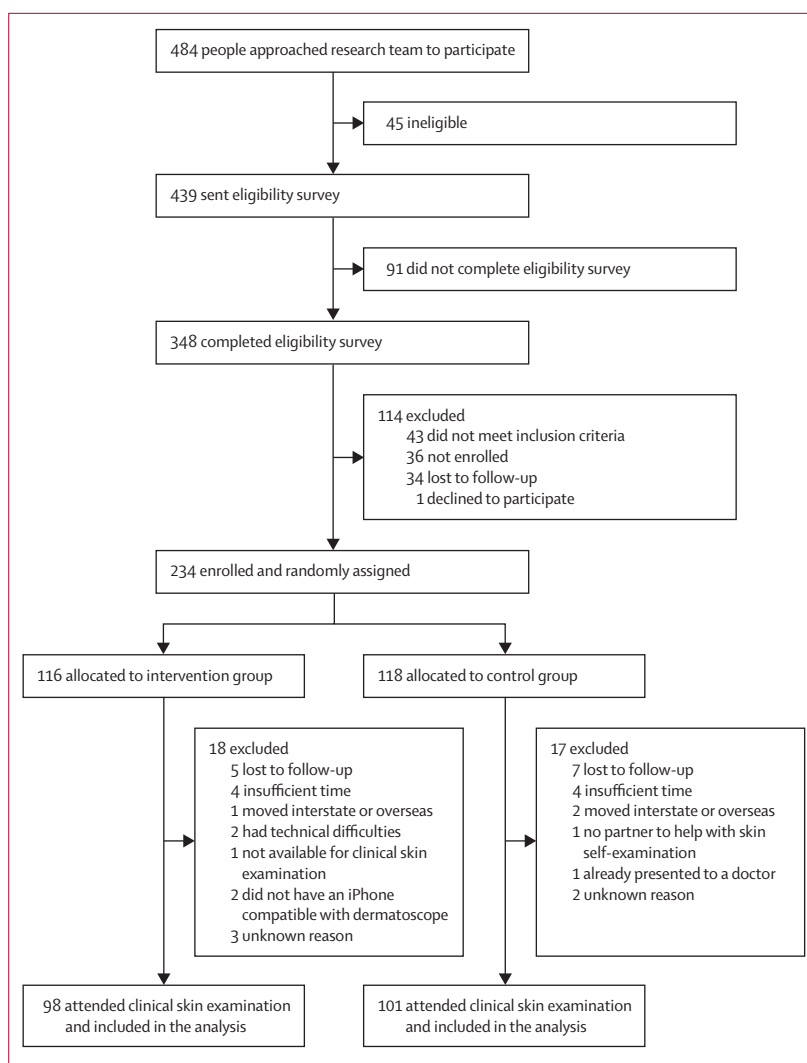 484 people approached research team to participate
45 ineligible
439 sent eligibility survey
91 did not complete eligibility survey
348 completed eligibility survey
114 excluded
43 did not meet inclusion criteria
36 not enrolled
34 lost to follow-up
1 declined to participate
234 enrolled and randomly assigned
116 allocated to intervention group
118 allocated to control group
18 excluded
5 lost to follow-up
4 insufficient time
1 moved interstate or overseas
2 had technical difficulties
1 not available for clinical skin
examination
2 did not have an iPhone
compatible with dermatoscope
3 unknown reason
17 excluded
7 lost to follow-up
4 insufficient time
2 moved interstate or overseas
1 no partner to help with skin
self-examination
1 already presented to a doctor
2 unknown reason
98 attended clinical skin examination
and included in the analysis
101 attended clinical skin examination
and included in the analysis